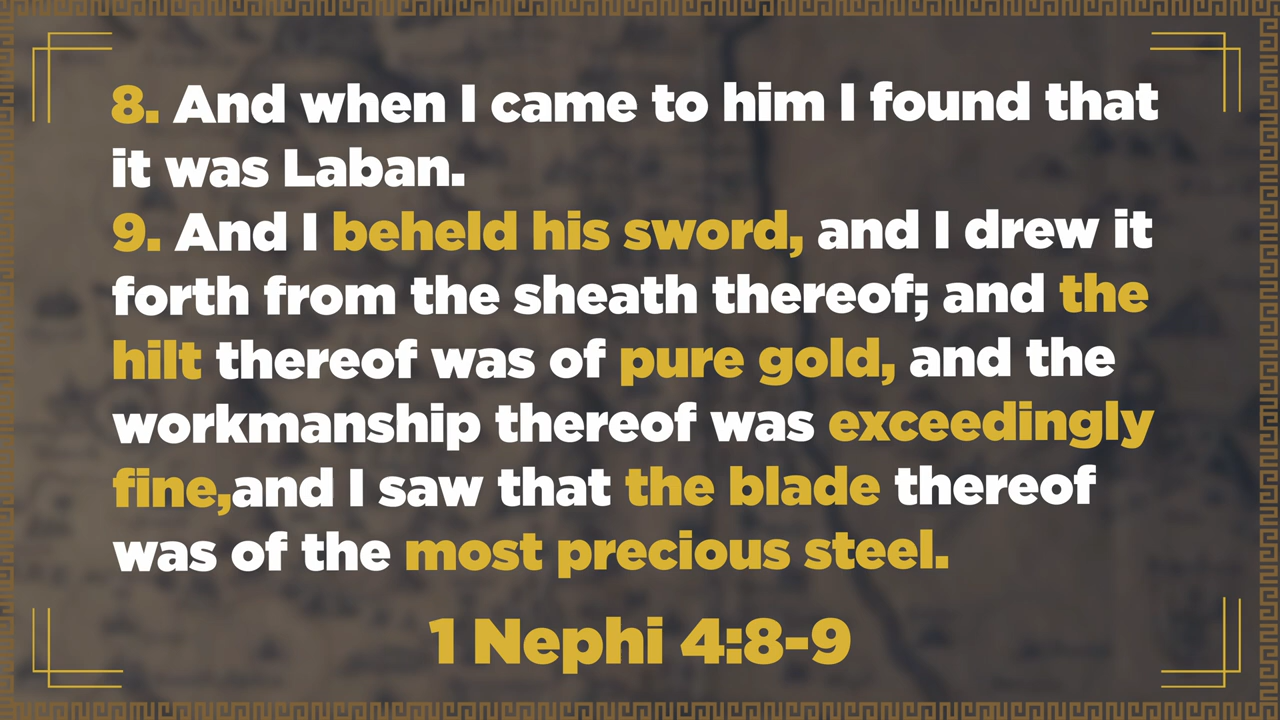 8. And when I came to him I found that
it was Laban.
9. And I beheld his sword, and I drew it
forth from the sheath thereof; and the
hilt thereof was of pure gold, and the
workmanship thereof was exceedingly
fine,and I saw that the blade thereof
was of the most precious steel.
1 Nephi 4:8-9